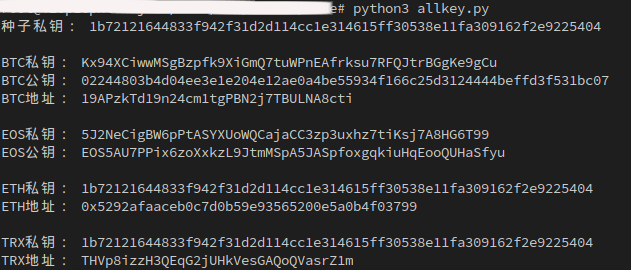 e# python3 allkey.py
种子私钥： 1b72121644833f942f31d2d114cc1e314615ff30538e11fa309162f2e9225404
BTC私钥： Kx94XCiwwMSgBzpfk9XiGmQ7tuWPnEAfrksu7RFQJtrBGgKe9gCu
BTC公钥： 02244803b4d04ee3e1e204e12ae0a4be55934f166c25d3124444beffd3f531bc07
BTC地址： 19APzkTd19n24cm1tgPBN2j7TBULNA8cti
EOS私钥： 5J2NeCigBW6pPtASYXUoWQCajaCC3zp3uxhz7tiKsj7A8HG6T99
EOS公钥： EOS5AU7PPix6zoXxkzL9JtmMSpA5JASpfoxgqkiuHqEooQUHaSfyu
ETH私钥： 1b72121644833f942f31d2d114cc1e314615ff30538e11fa309162f2e9225404
ETH地址： 0x5292afaaceb0c7d0b59e93565200e5a0b4f03799
TRX私钥： 1b72121644833f942f31d2d114cc1e314615ff30538e11fa309162f2e9225404
TRX地址： THVp8izzH3QEqG2jUHkVesGAQoQVasrZ1m